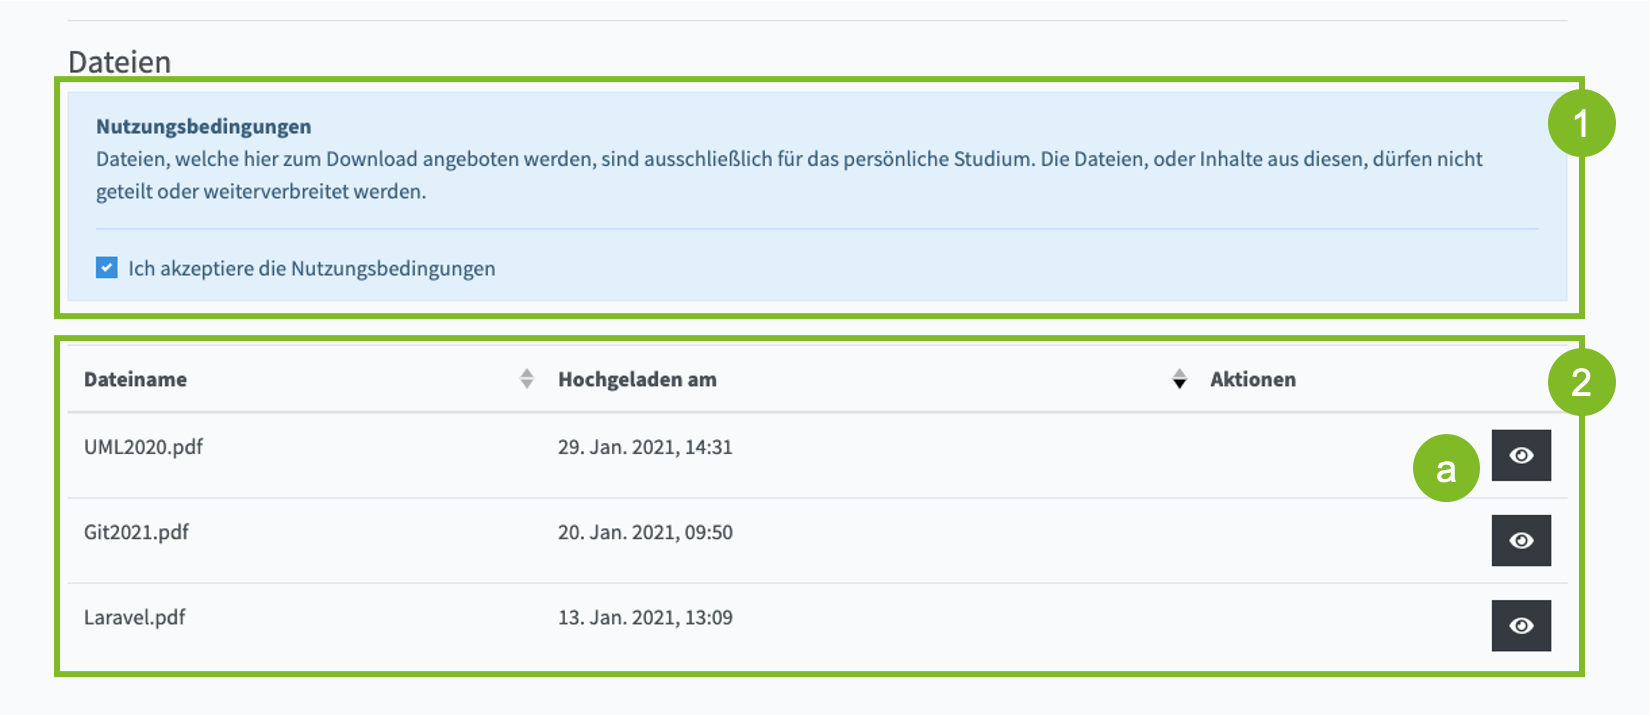 Dateien
Nutzungsbedingungen
1
Dateien, welche hier zum Download angeboten werden, sind ausschließlich für das persönliche Studium. Die Dateien, oder Inhalte aus diesen, dürfen nicht
geteilt oder weiterverbreitet werden.
Ich akzeptiere die Nutzungsbedingungen
Dateiname Hochgeladen am Aktionen 2
UML2020.pdf 29. Jan. 2021, 14:31 a
Git2021.pdf 20. Jan. 2021, 09:50
Laravel.pdf 13. Jan. 2021, 13:09